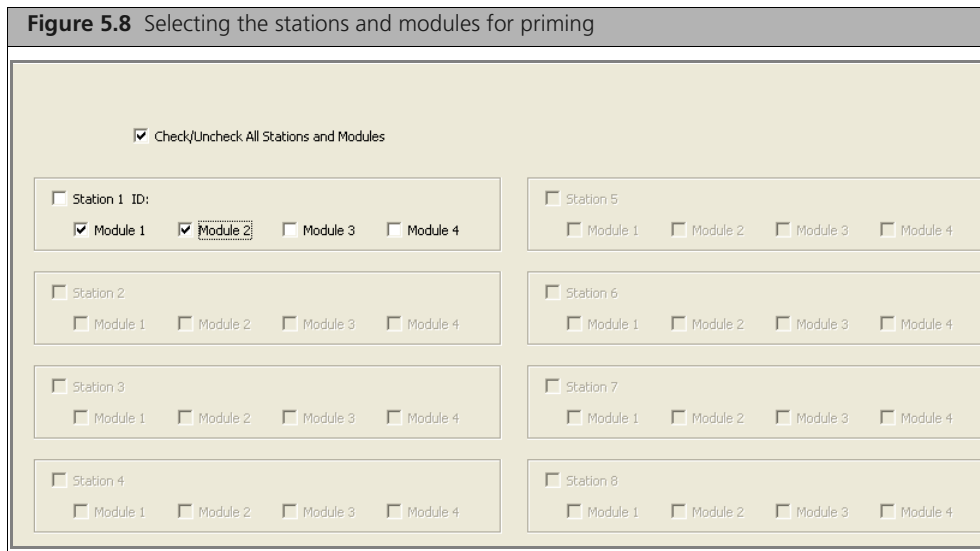 Figure 5.8 Selecting the stations and modules for priming
Check/Uncheck All Stations and Modules
Station 1 ID:
Module 1 Module 2 Module 3 Module 4
Station 2
Module 1 Module 2 Module 3 Module 4
Station 3
Module 1 Module 2 Module 3 Module 4
Station 4
Module 1 Module 2 Module 3 Module 4
Station 5
Module 1 Module 2 Module 3 Module 4
Station 6
Module 1 Module 2 Module 3 Module 4
Station 7
Module 1 Module 2 Module 3 Module 4
Station 8
Module 1 Module 2 Module 3 Module 4